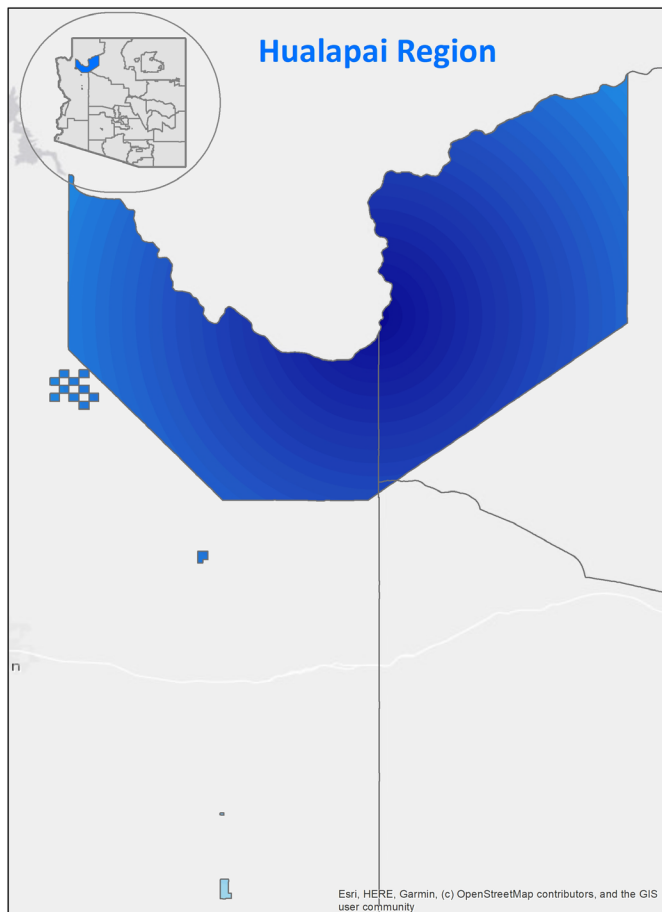 Hualapai Region
n
Esri, HERE, Garmin, (c) OpenStreetMap contributors, and the GIS
user community